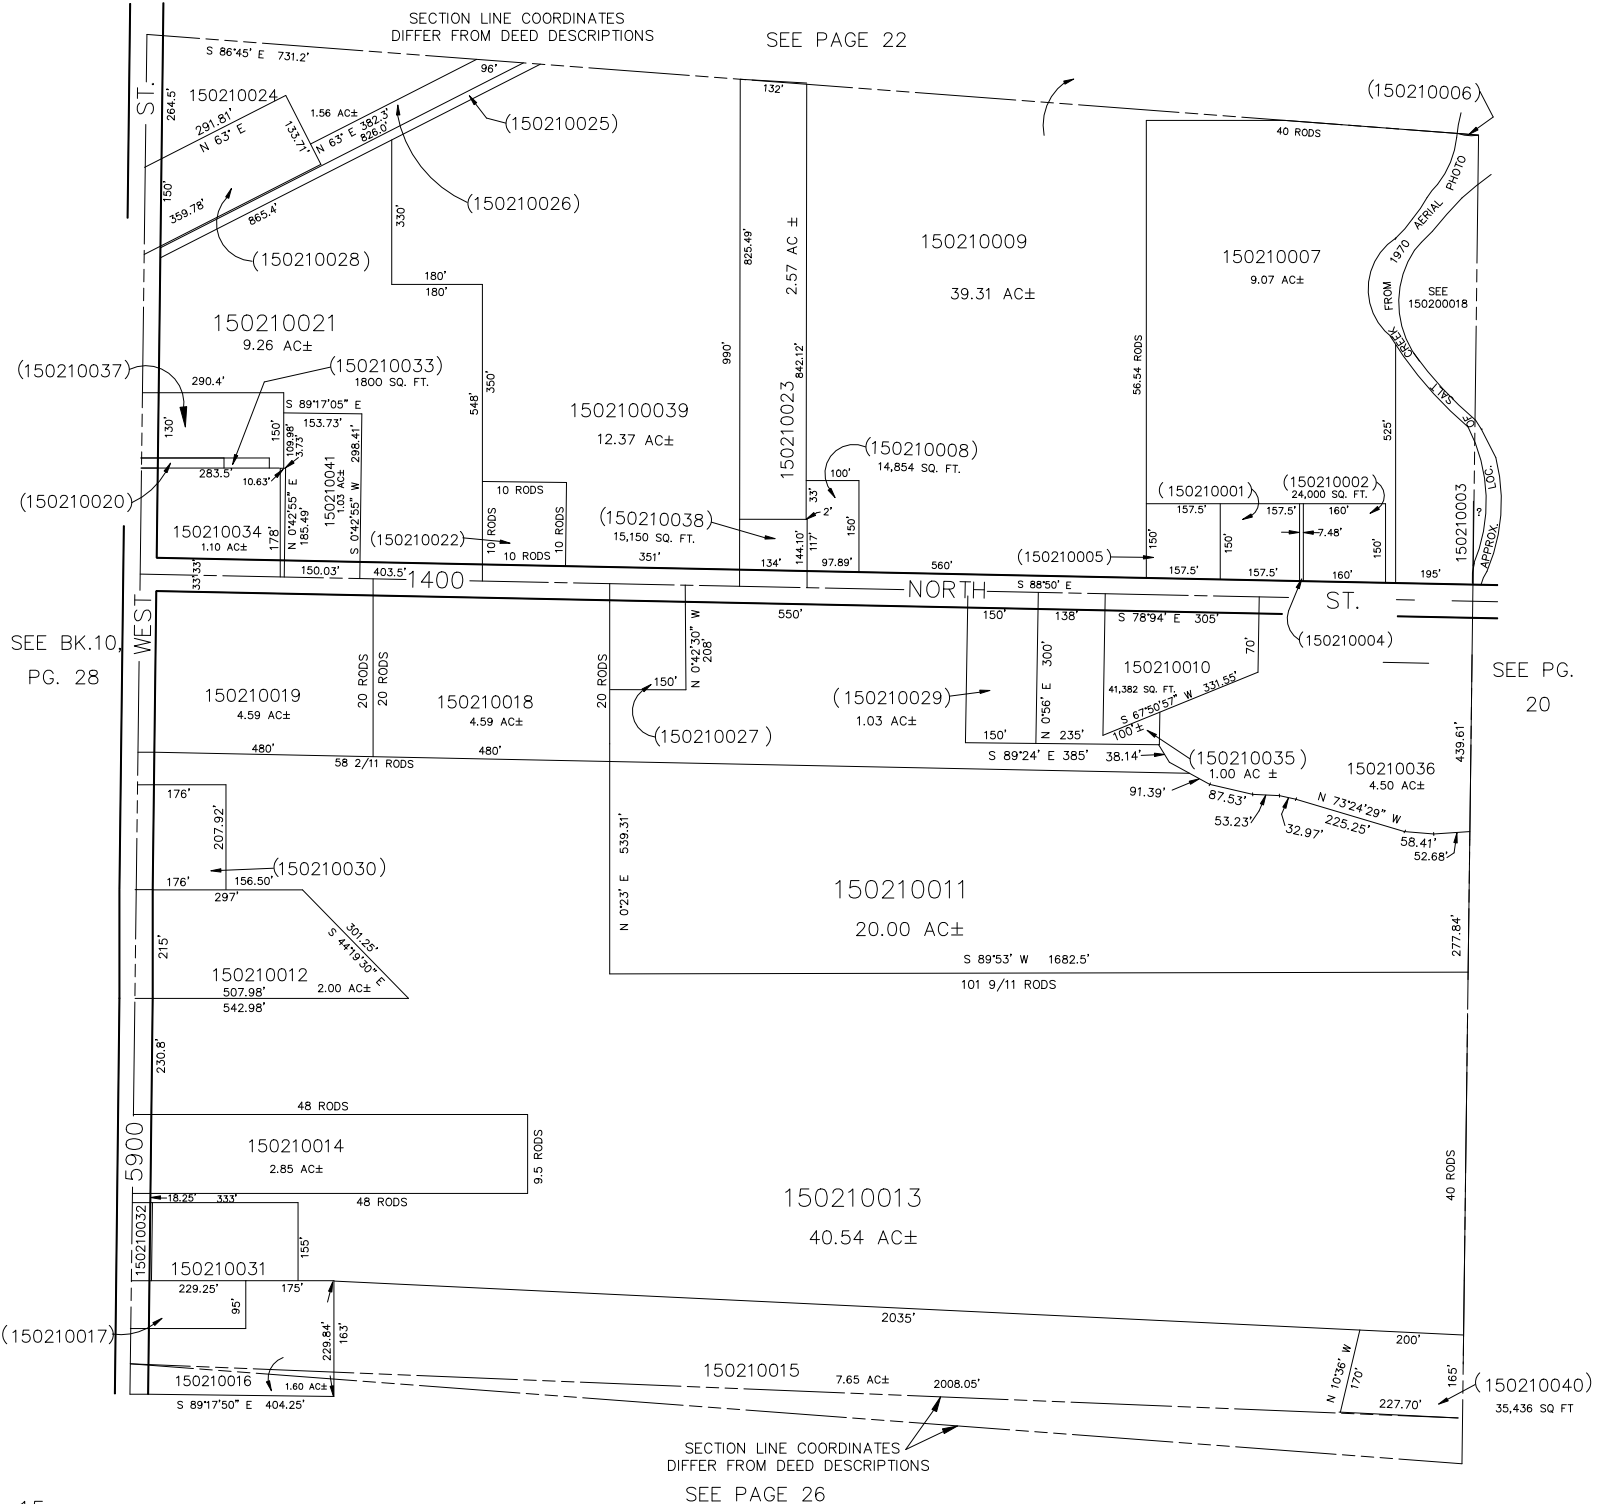 SECTION LINE COORDINATES
DIFFER FROM DEED DESCRIPTIONS
SEE PAGE 22
S 86°45' E 731.2'
96'
132'
(150210006)
40 RODS
ST.
264.5'
150210024
291.81'
N 63° E
133.71'
1.56 AC±
N 63° E 382.3'
826.0'
(150210025)
150'
359.78'
865.4'
330'
(150210026)
(150210028)
180'
180'
825.49'
2.57 AC ±
150210009
39.31 AC±
150210007
9.07 AC±
1970 AERIAL PHOTO
FROM
CREEK
SALT
OF
LOC.
APPROX.
SEE
150200018
150210021
9.26 AC±
(150210037)
(150210033)
1800 SQ. FT.
290.4'
S 89°17'05" E
153.73'
130'
150'
109.98'
3.73'
298.41'
548'
350'
990'
842.12'
56.54 RODS
525'
1502100039
12.37 AC±
150210023
(150210008)
14,854 SQ. FT.
100'
33'
2'
150'
283.5'
10.63'
(150210020)
150210034
1.10 AC±
178'
N 0°42'55" E
185.49'
150210041
1.03 AC±
S 0°42'55" W
(150210022)
10 RODS
10 RODS
10 RODS
10 RODS
(150210038)
15,150 SQ. FT.
351'
134'
144.10'
117'
97.89'
560'
(150210001)
(150210002)
24,000 SQ. FT.
157.5'
157.5'
160'
7.48'
150'
150'
150'
(150210005)
157.5'
157.5'
160'
195'
150210003
?
33'
33'
150.03'
403.5'
1400
NORTH
S 88°50' E
ST.
WEST
SEE BK.10,
PG. 28
550'
150'
138'
S 78°94' E 305'
(150210004)
20 RODS
20 RODS
20 RODS
N 0°42'30" W
208'
150'
70'
150210019
4.59 AC±
150210018
4.59 AC±
(150210029)
1.03 AC±
N 0°56' E 300'
150210010
41,382 SQ. FT.
S 67°50'57" W 331.55'
100'±
SEE PG.
20
(150210027 )
150'
235'
480'
480'
58 2/11 RODS
S 89°24' E 385'
38.14'
(150210035)
1.00 AC ±
150210036
4.50 AC±
439.61'
91.39'
87.53'
53.23'
32.97'
N 73°24'29" W
225.25'
58.41'
52.68'
176'
207.92'
539.31'
N 0°23' E
(150210030)
176'
156.50'
297'
150210011
20.00 AC±
277.84'
301.25'
S 44°19'30" E
215'
150210012
2.00 AC±
507.98'
542.98'
S 89°53' W 1682.5'
101 9/11 RODS
230.8'
48 RODS
5900
150210014
2.85 AC±
9.5 RODS
40 RODS
48 RODS
18.25'
333'
150210013
40.54 AC±
150210032
155'
150210031
229.25'
175'
95'
(150210017)
229.84'
163'
2035'
200'
150210016
1.60 AC±
S 89°17'50" E 404.25'
150210015
7.65 AC±
2008.05'
N 10°36' W
170'
165'
227.70'
(150210040)
35,436 SQ FT
SECTION LINE COORDINATES
DIFFER FROM DEED DESCRIPTIONS
SEE PAGE 26